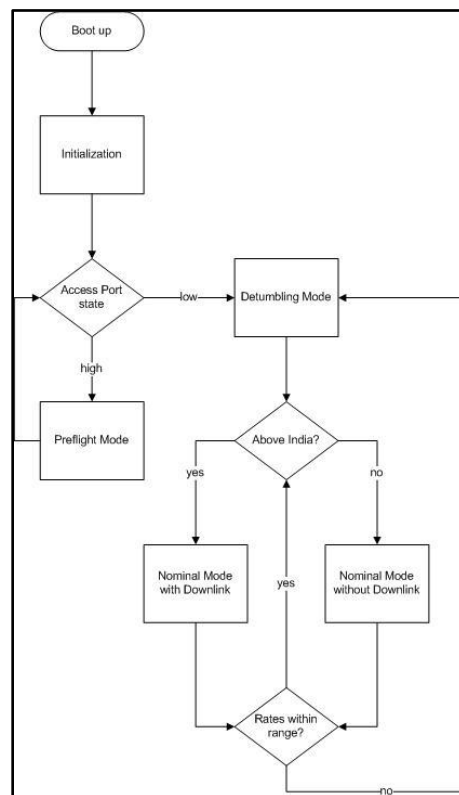 Boot up
Initialization
Access Port
state
low
Detumbling Mode
high
Preflight Mode
Above India?
yes
no
Nominal Mode
with Downlink
yes
Nominal Mode
without Downlink
Rates within
range?
no